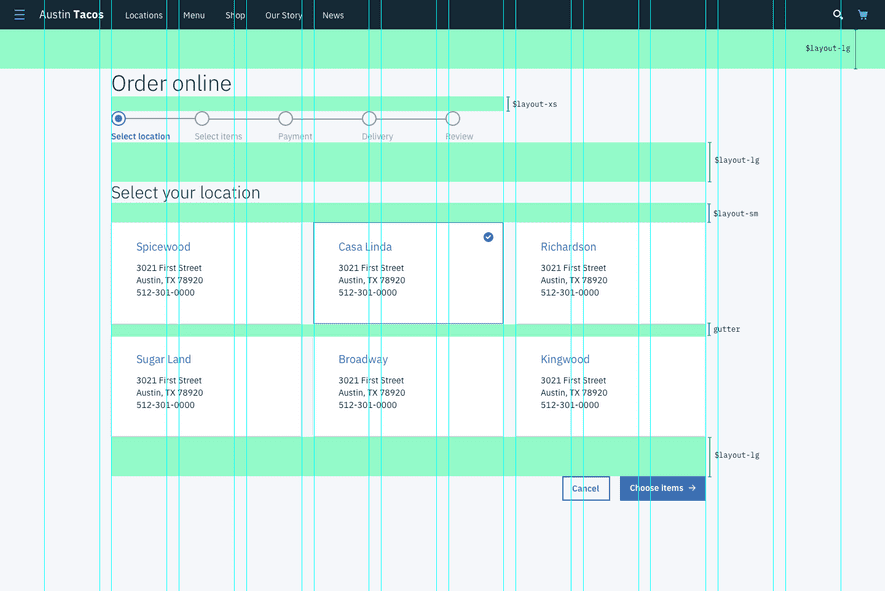 Austin Tacos Locations Menu Shop Our Story News
$layout-lg
Order online
$layout-xs
Select location Select items Payment Delivery Review
$layout-lg
Select your location
$layout-sm
Spicewood
3021 First Street
Austin, TX 78920
512-301-0000
Casa Linda
3021 First Street
Austin, TX 78920
512-301-0000
Richardson
3021 First Street
Austin, TX 78920
512-301-0000
gutter
Sugar Land
3021 First Street
Austin, TX 78920
512-301-0000
Broadway
3021 First Street
Austin, TX 78920
512-301-0000
Kingwood
3021 First Street
Austin, TX 78920
512-301-0000
$layout-lg
Cancel Choose items